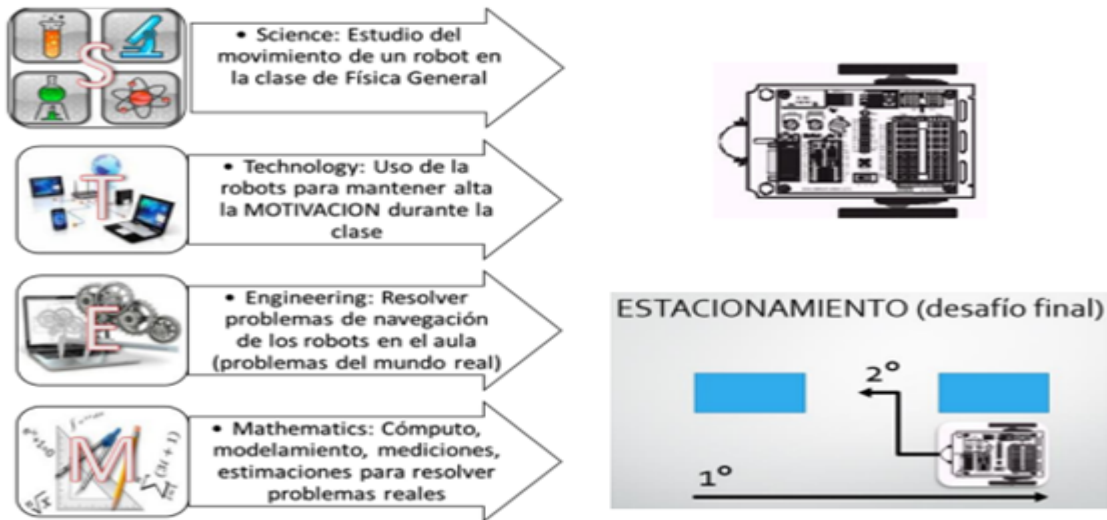 S
• Science: Estudio del
movimiento de un robot en
la clase de Física General
T
• Technology: Uso de la
robots para mantener alta
la MOTIVACION durante la
clase
E
• Engineering: Resolver
problemas de navegación
de los robots en el aula
(problemas del mundo real)
M
• Mathematics: Cómputo,
modelamiento, mediciones,
estimaciones para resolver
problemas reales
ESTACIONAMIENTO (desafío final)
2º
1º